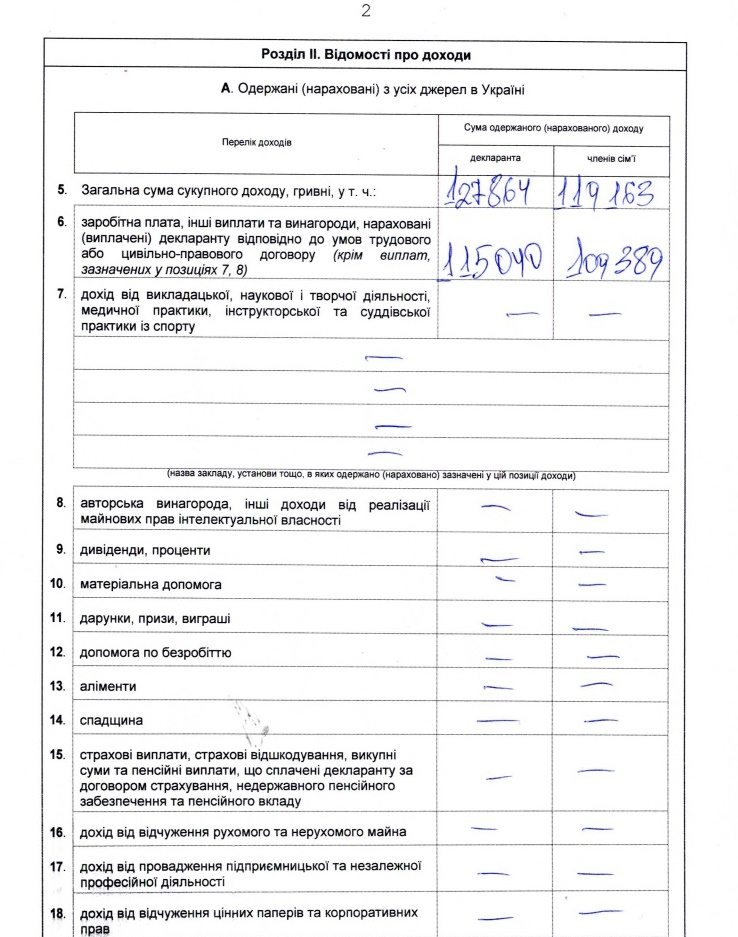 2
Розділ II. Відомості про доходи
А. Одержані (нараховані) з усіх джерел в Україні
Перелік доходів
Сума одержаного (нарахованого) доходу
декларанта
членів сім'ї
5. Загальна сума сукупного доходу, гривні, у т. ч.: 127864 119 163
6. заробітна плата, інші виплати та винагороди, нараховані
(виплачені) декларанту відповідно до умов трудового
або цивільно-правового договору (крім виплат,
зазначених у позиціях 7, 8) 115040 109 389
7. дохід від викладацької, наукової і творчої діяльності, — —
медичної практики, інструкторської та суддівської
практики із спорту
—
—
—
—
(назва закладу, установи тощо, в яких одержано (нараховано) зазначені у цій позиції доходи)
8. авторська винагорода, інші доходи від реалізації — —
майнових прав інтелектуальної власності
9. дивіденди, проценти — —
10. матеріальна допомога — —
11. дарунки, призи, виграші — —
12. допомога по безробіттю — —
13. аліменти — —
14. спадщина — —
15. страхові виплати, страхові відшкодування, викупні — —
суми та пенсійні виплати, що сплачені декларанту за
договором страхування, недержавного пенсійного
забезпечення та пенсійного вкладу
16. дохід від відчуження рухомого та нерухомого майна — —
17. дохід від провадження підприємницької та незалежної — —
професійної діяльності
18. дохід від відчуження цінних паперів та корпоративних — —
прав